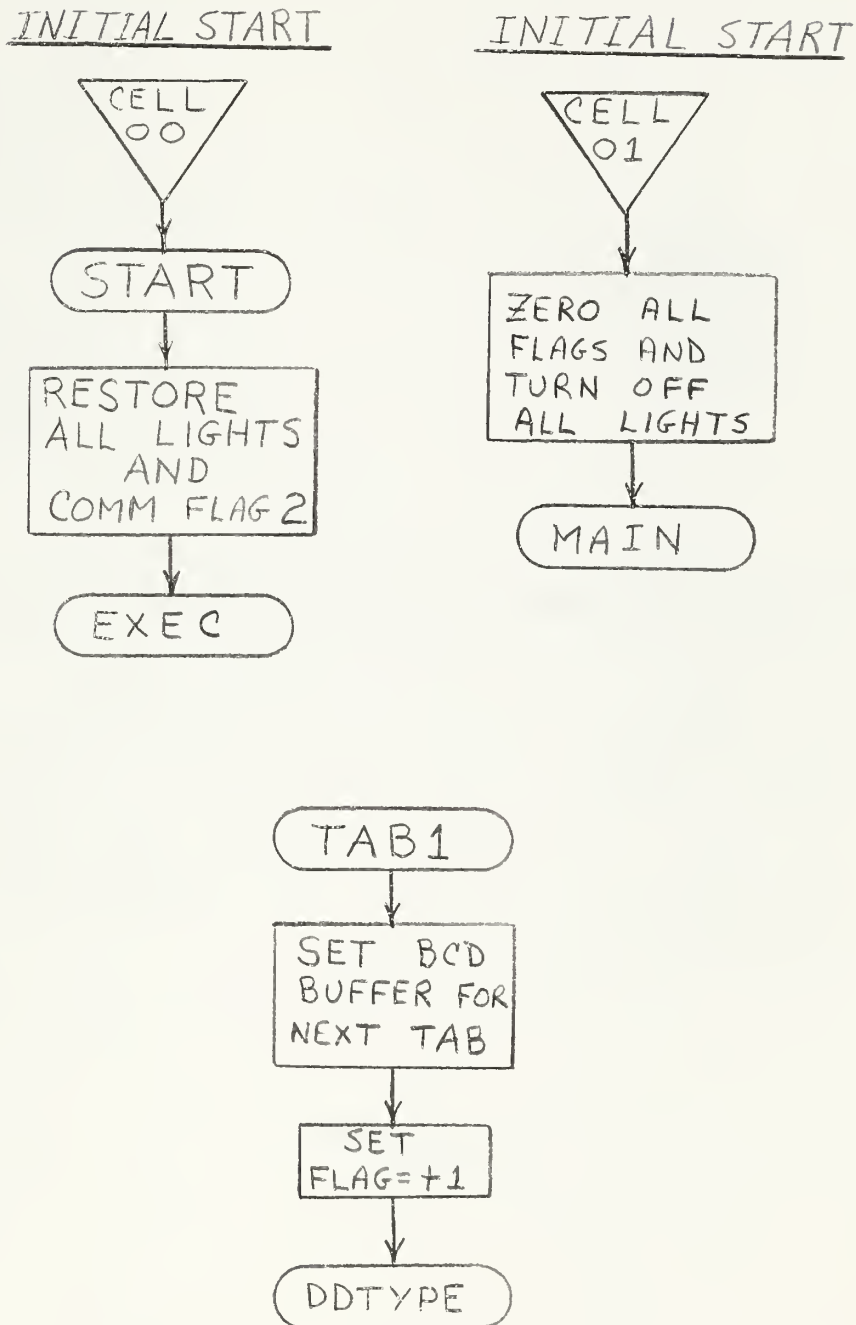 INITIAL START
CELL
00
START
RESTORE
ALL LIGHTS
AND
COMM FLAG 2
EXEC
INITIAL START
CELL
01
ZERO ALL
FLAGS AND
TURN OFF
ALL LIGHTS
MAIN
TAB1
SET BCD
BUFFER FOR
NEXT TAB
SET
FLAG=+1
DDTYPE